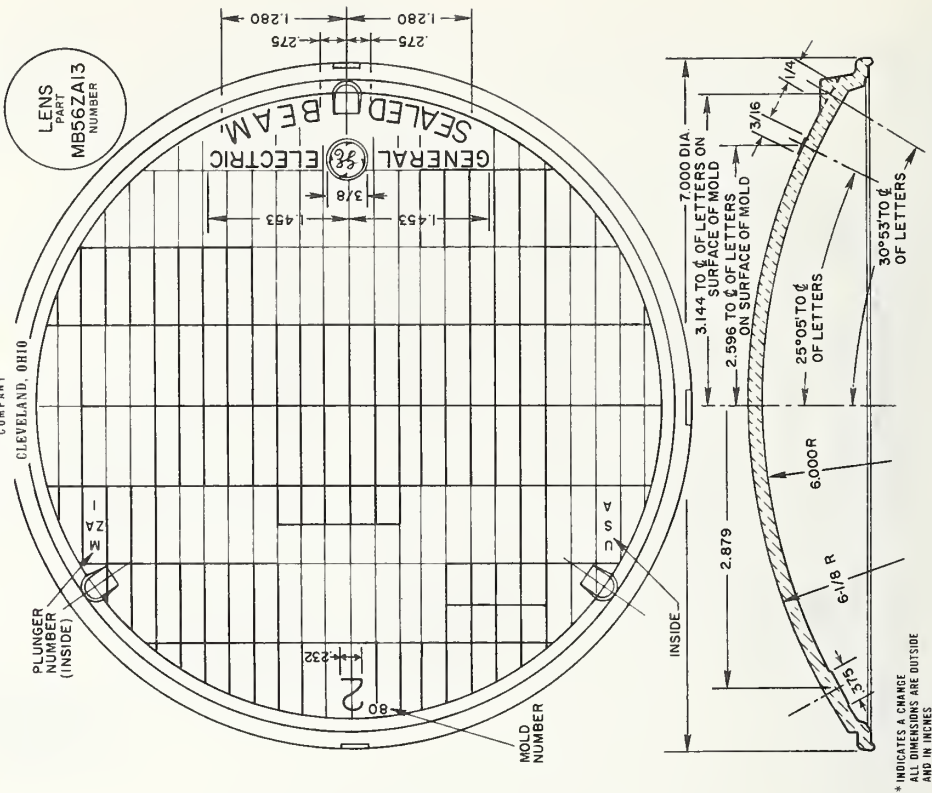 COMPANY
CLEVELAND, OHIO
LENS
PART
MB56ZA13
NUMBER
1.280
1.280
.275
.275
SEALED BEAM
GENERAL ELECTRIC
GE
3/8
1.453
1.453
PLUNGER
NUMBER
(INSIDE)
M
ZA
I
U
S
A
INSIDE
.232
2
80
MOLD
NUMBER
7.000 DIA.
3.144 TO ℄ OF LETTERS ON
SURFACE OF MOLD
2.596 TO ℄ OF LETTERS
ON SURFACE OF MOLD
3/16
1/4
25°05' TO ℄
OF LETTERS
30°53' TO ℄
OF LETTERS
2.879
6.000R
6-1/8 R
.375
* INDICATES A CHANGE
ALL DIMENSIONS ARE OUTSIDE
AND IN INCHES